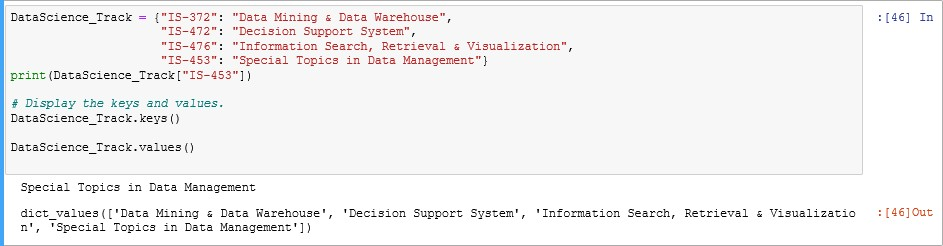 DataScience_Track = {"IS-372": "Data Mining & Data Warehouse",
"IS-472": "Decision Support System",
"IS-476": "Information Search, Retrieval & Visualization",
"IS-453": "Special Topics in Data Management"}
print(DataScience_Track["IS-453"])
# Display the keys and values.
DataScience_Track.keys()
DataScience_Track.values()
:[46] In
Special Topics in Data Management
dict_values(['Data Mining & Data Warehouse', 'Decision Support System', 'Information Search, Retrieval & Visualizatio
n', 'Special Topics in Data Management'])
:[46]Out